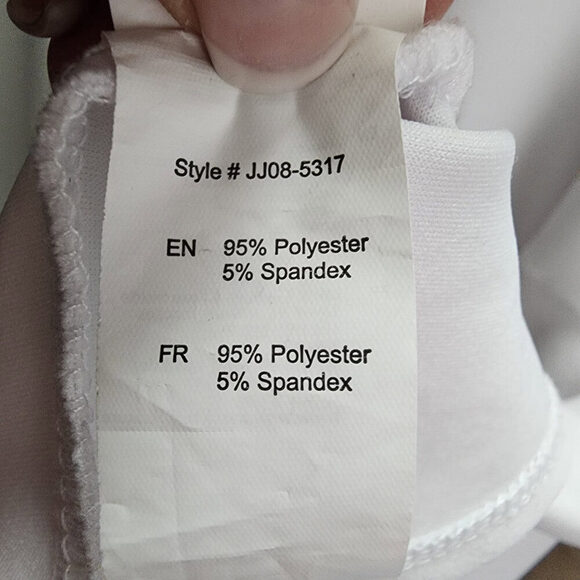 Style # JJ08-5317
EN 95% Polyester
5% Spandex
FR 95% Polyester
5% Spandex